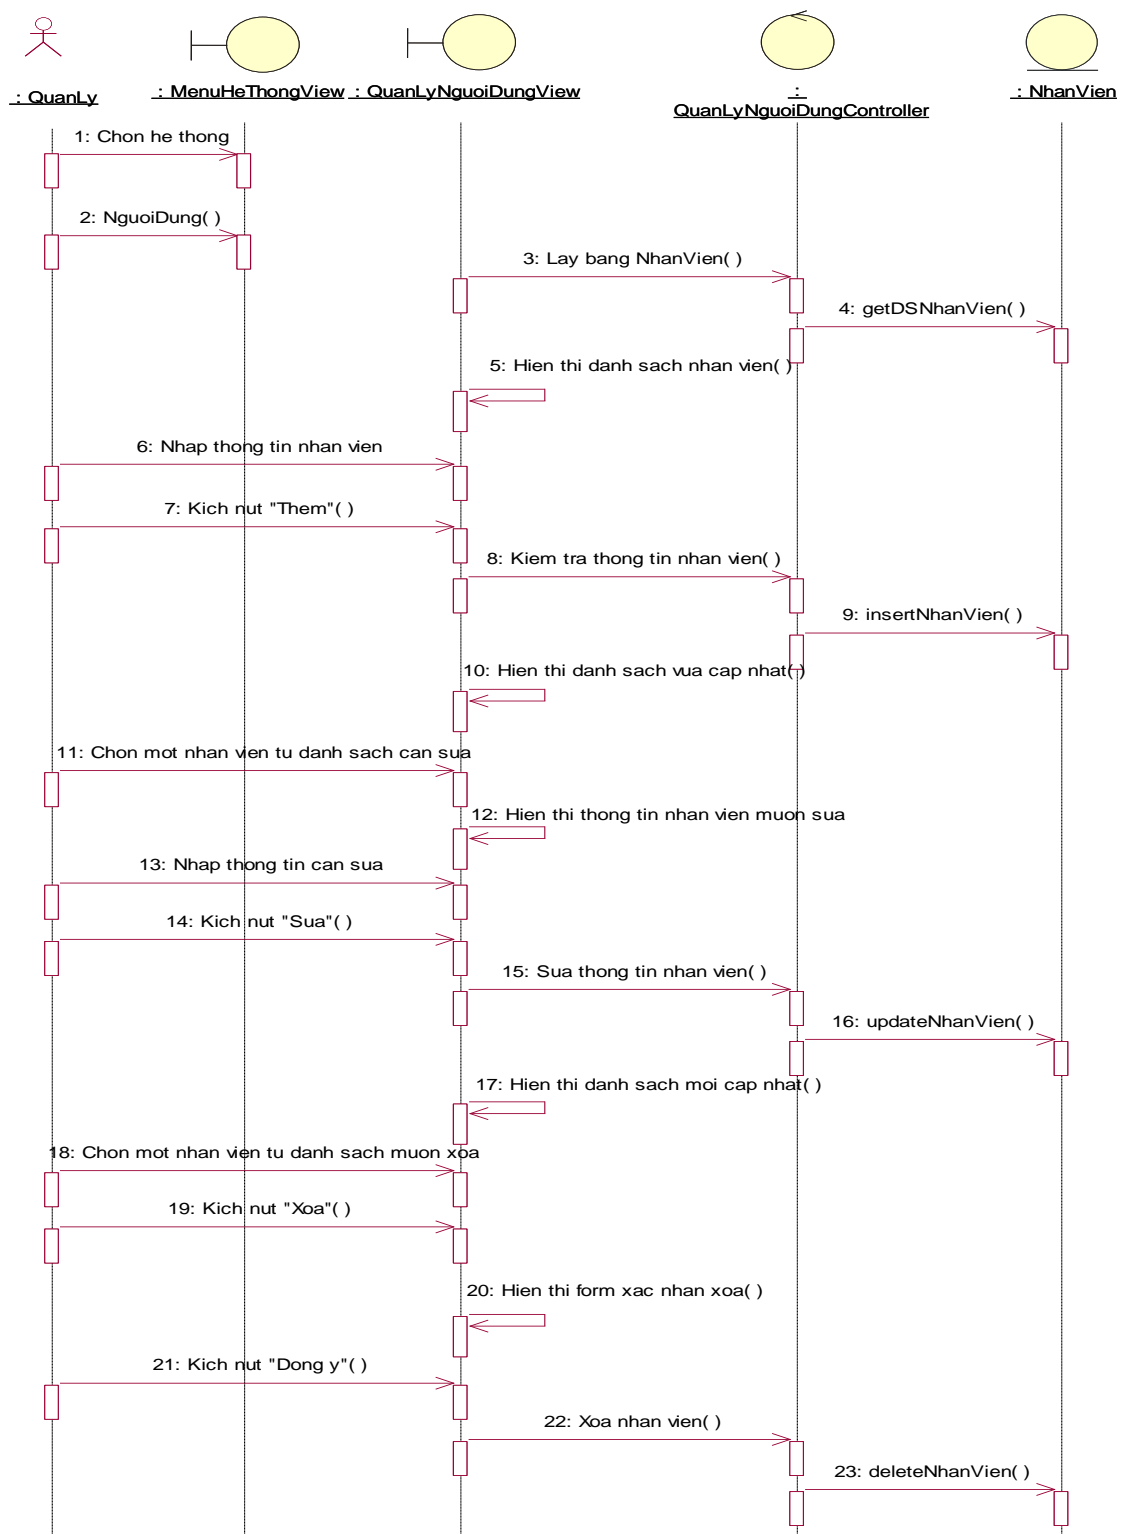 : QuanLy
: MenuHeThongView
: QuanLyNguoiDungView
:
QuanLyNguoiDungController
: NhanVien
1: Chon he thong
2: NguoiDung( )
3: Lay bang NhanVien( )
4: getDSNhanVien( )
5: Hien thi danh sach nhan vien( )
6: Nhap thong tin nhan vien
7: Kich nut "Them"( )
8: Kiem tra thong tin nhan vien( )
9: insertNhanVien( )
10: Hien thi danh sach vua cap nhat( )
11: Chon mot nhan vien tu danh sach can sua
12: Hien thi thong tin nhan vien muon sua
13: Nhap thong tin can sua
14: Kich nut "Sua"( )
15: Sua thong tin nhan vien( )
16: updateNhanVien( )
17: Hien thi danh sach moi cap nhat( )
18: Chon mot nhan vien tu danh sach muon xoa
19: Kich nut "Xoa"( )
20: Hien thi form xac nhan xoa( )
21: Kich nut "Dong y"( )
22: Xoa nhan vien( )
23: deleteNhanVien( )